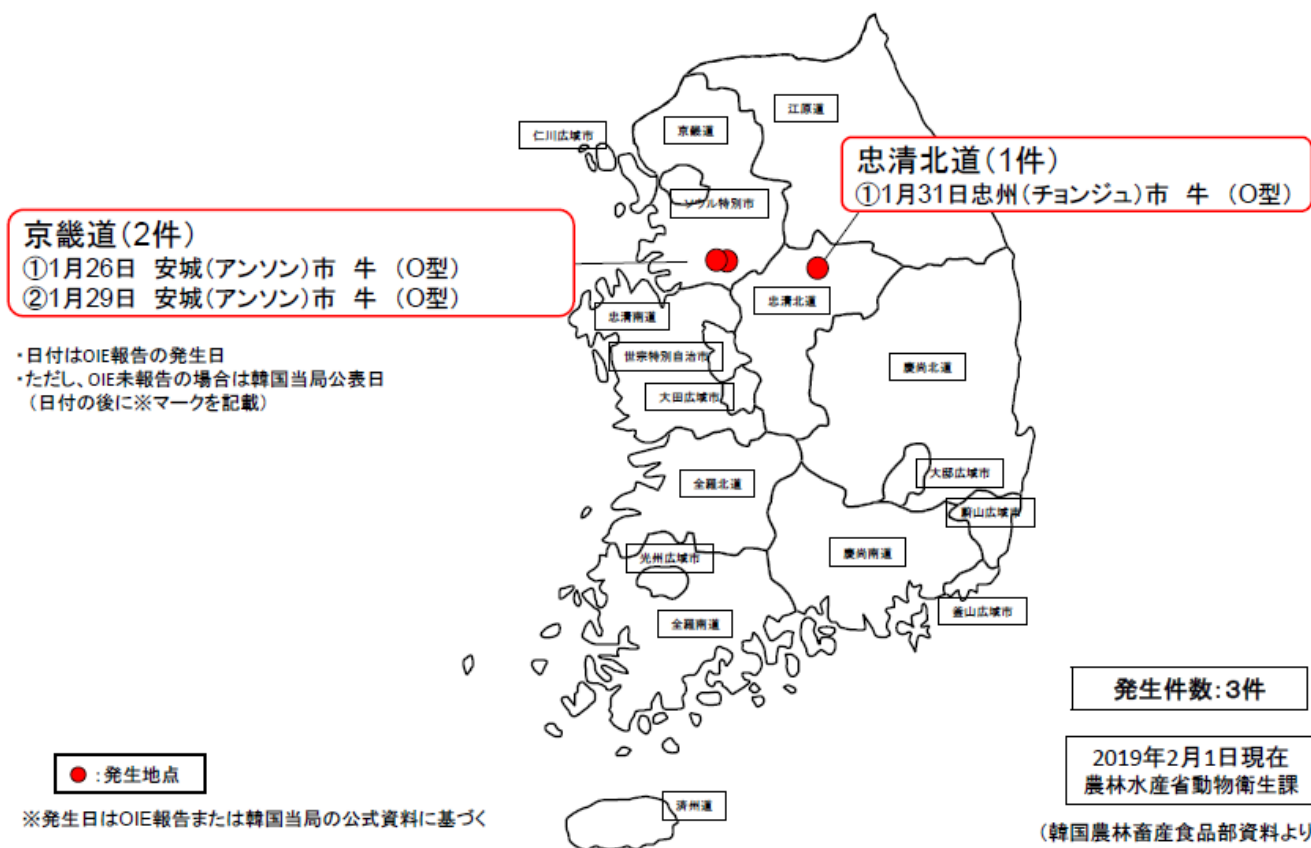 江原道
京畿道
仁川広域市
忠清北道(1件)
①1月31日忠州(チョンジュ)市 牛 (O型)
ソウル特別市
京畿道(2件)
①1月26日 安城(アンソン)市 牛 (O型)
②1月29日 安城(アンソン)市 牛 (O型)
忠清北道
忠清南道
・日付はOIE報告の発生日
・ただし、OIE未報告の場合は韓国当局公表日
(日付の後に※マークを記載)
世宗特別自治市
慶尚北道
大田広域市
大邱広域市
全羅北道
蔚山広域市
慶尚南道
光州広域市
釜山広域市
全羅南道
発生件数:3件
:発生地点
2019年2月1日現在
農林水産省動物衛生課
済州道
※発生日はOIE報告または韓国当局の公式資料に基づく
(韓国農林畜産食品部資料より